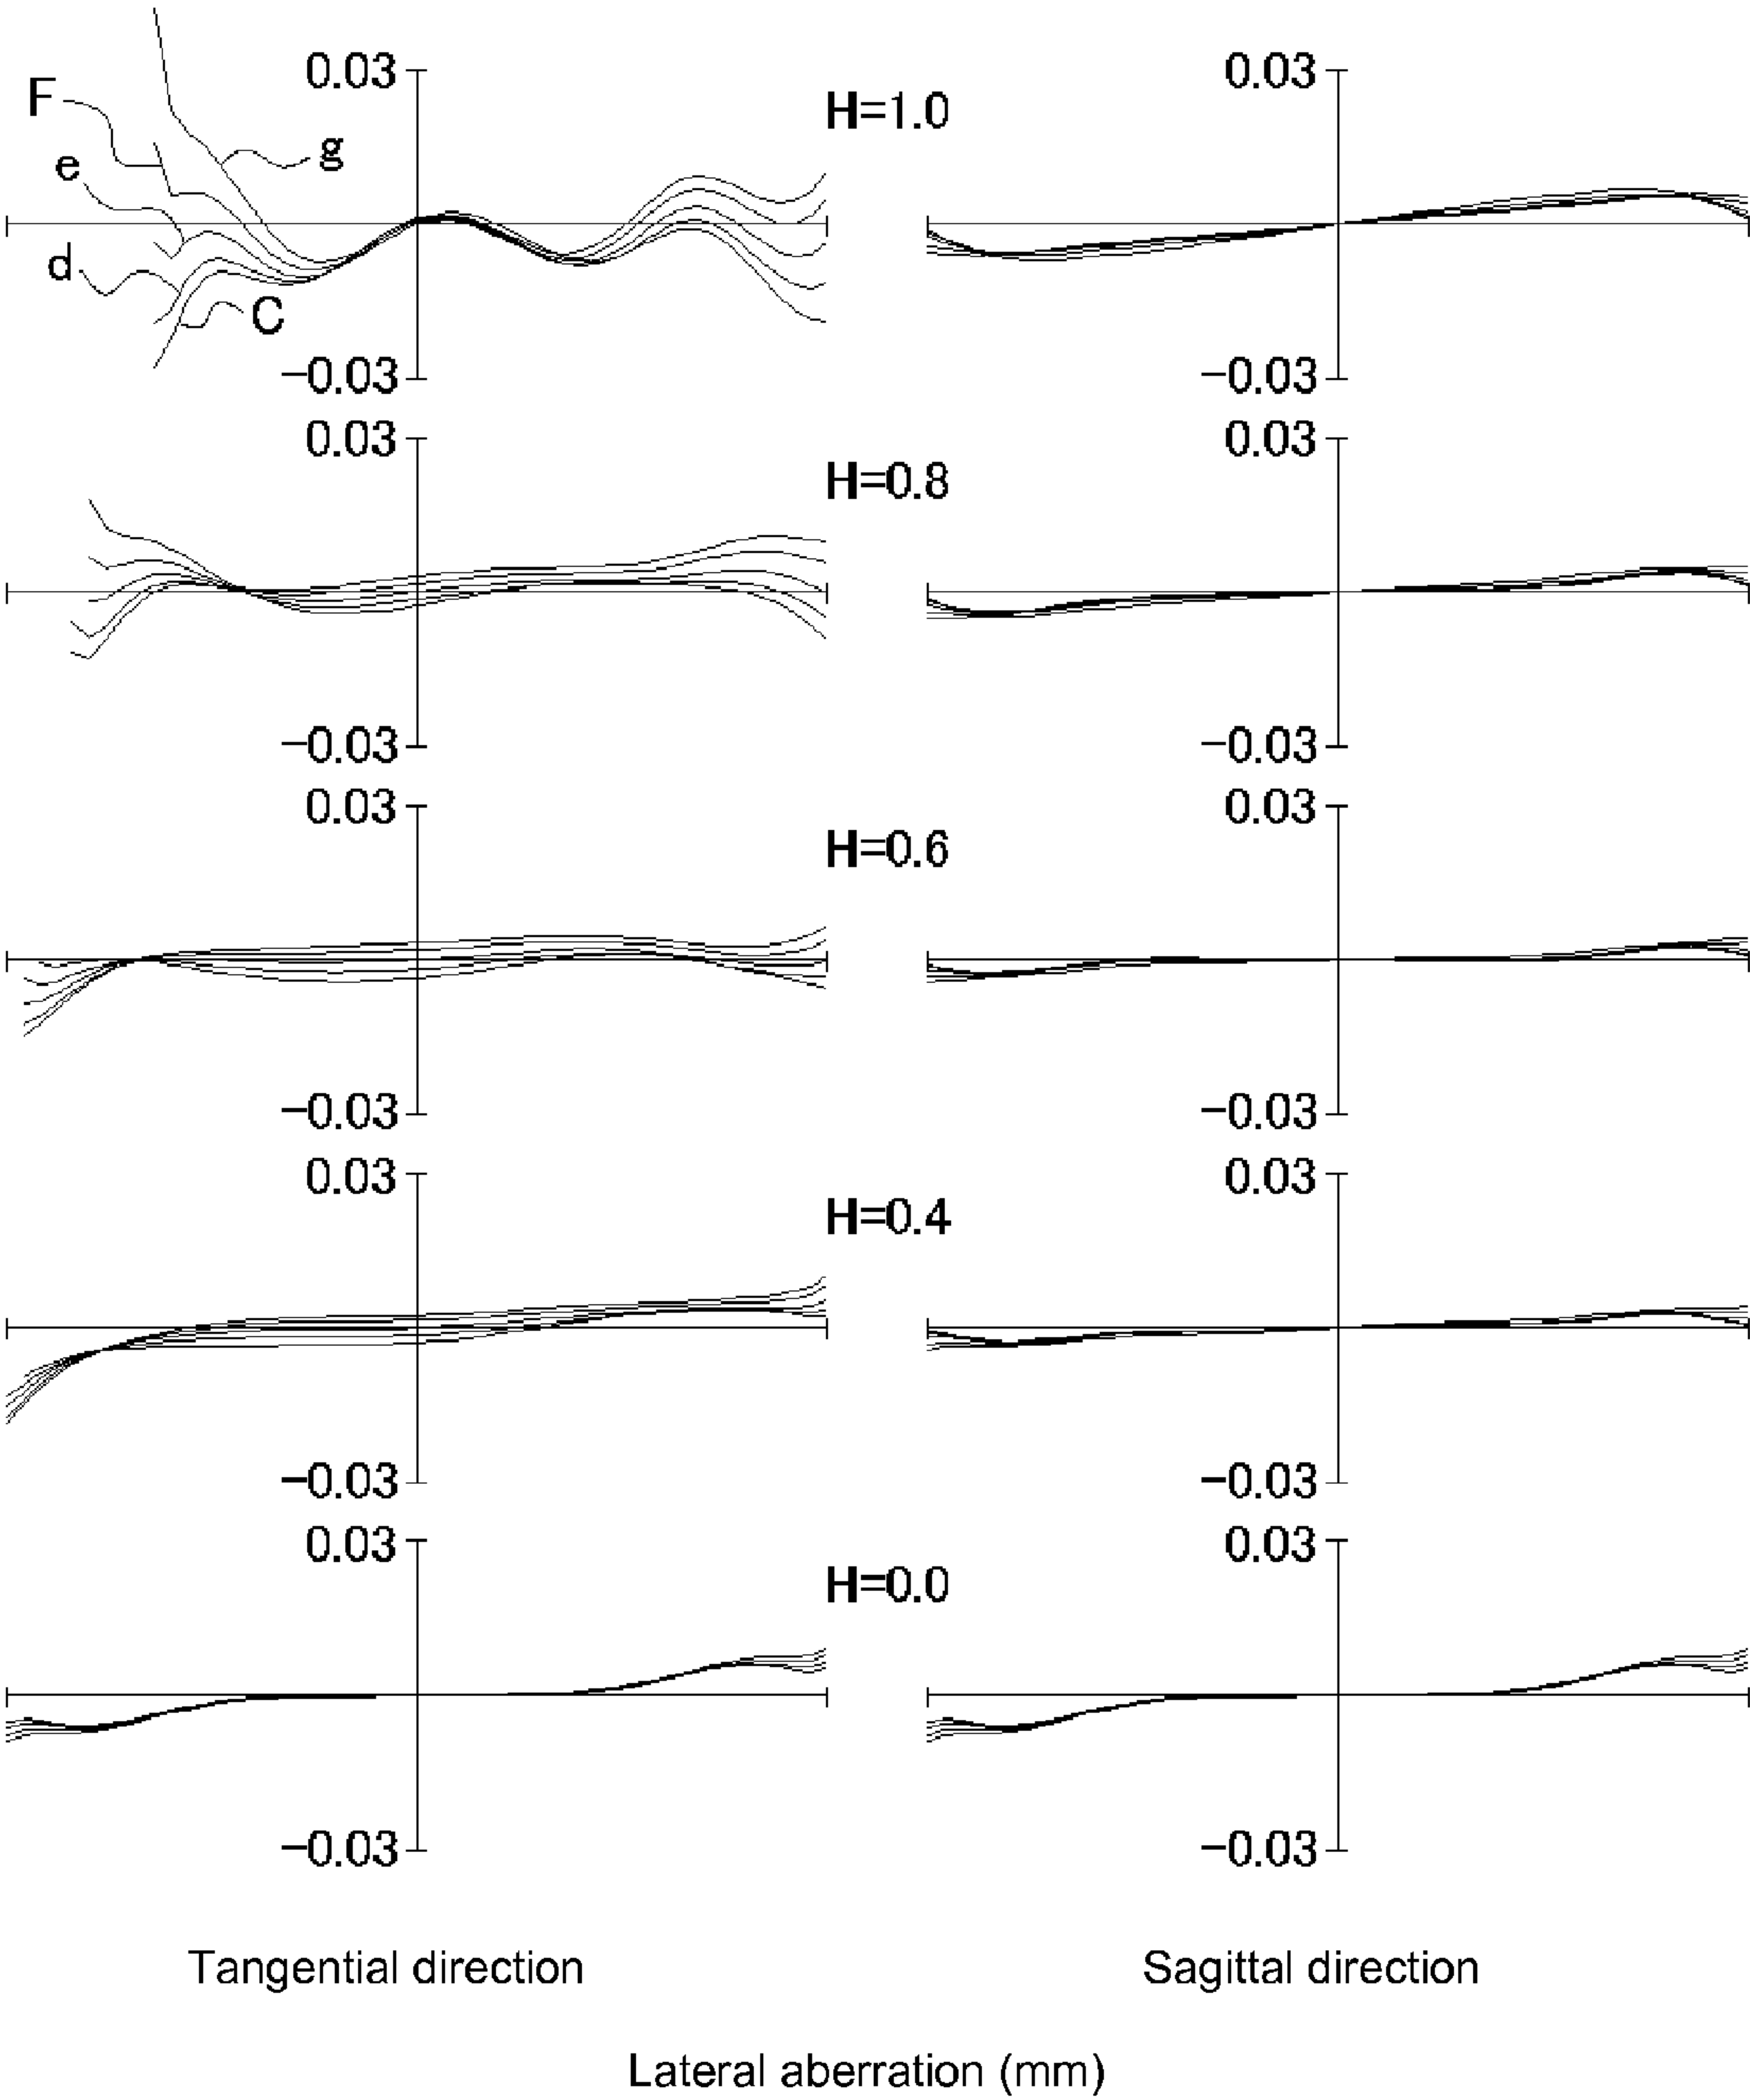 0.03 0.03
F H=1.0
e g
d
C
−0.03 −0.03
0.03 0.03
H=0.8
−0.03 −0.03
0.03 0.03
H=0.6
−0.03 −0.03
0.03 0.03
H=0.4
−0.03 −0.03
0.03 0.03
H=0.0
−0.03 −0.03
Tangential direction Sagittal direction
Lateral aberration (mm)